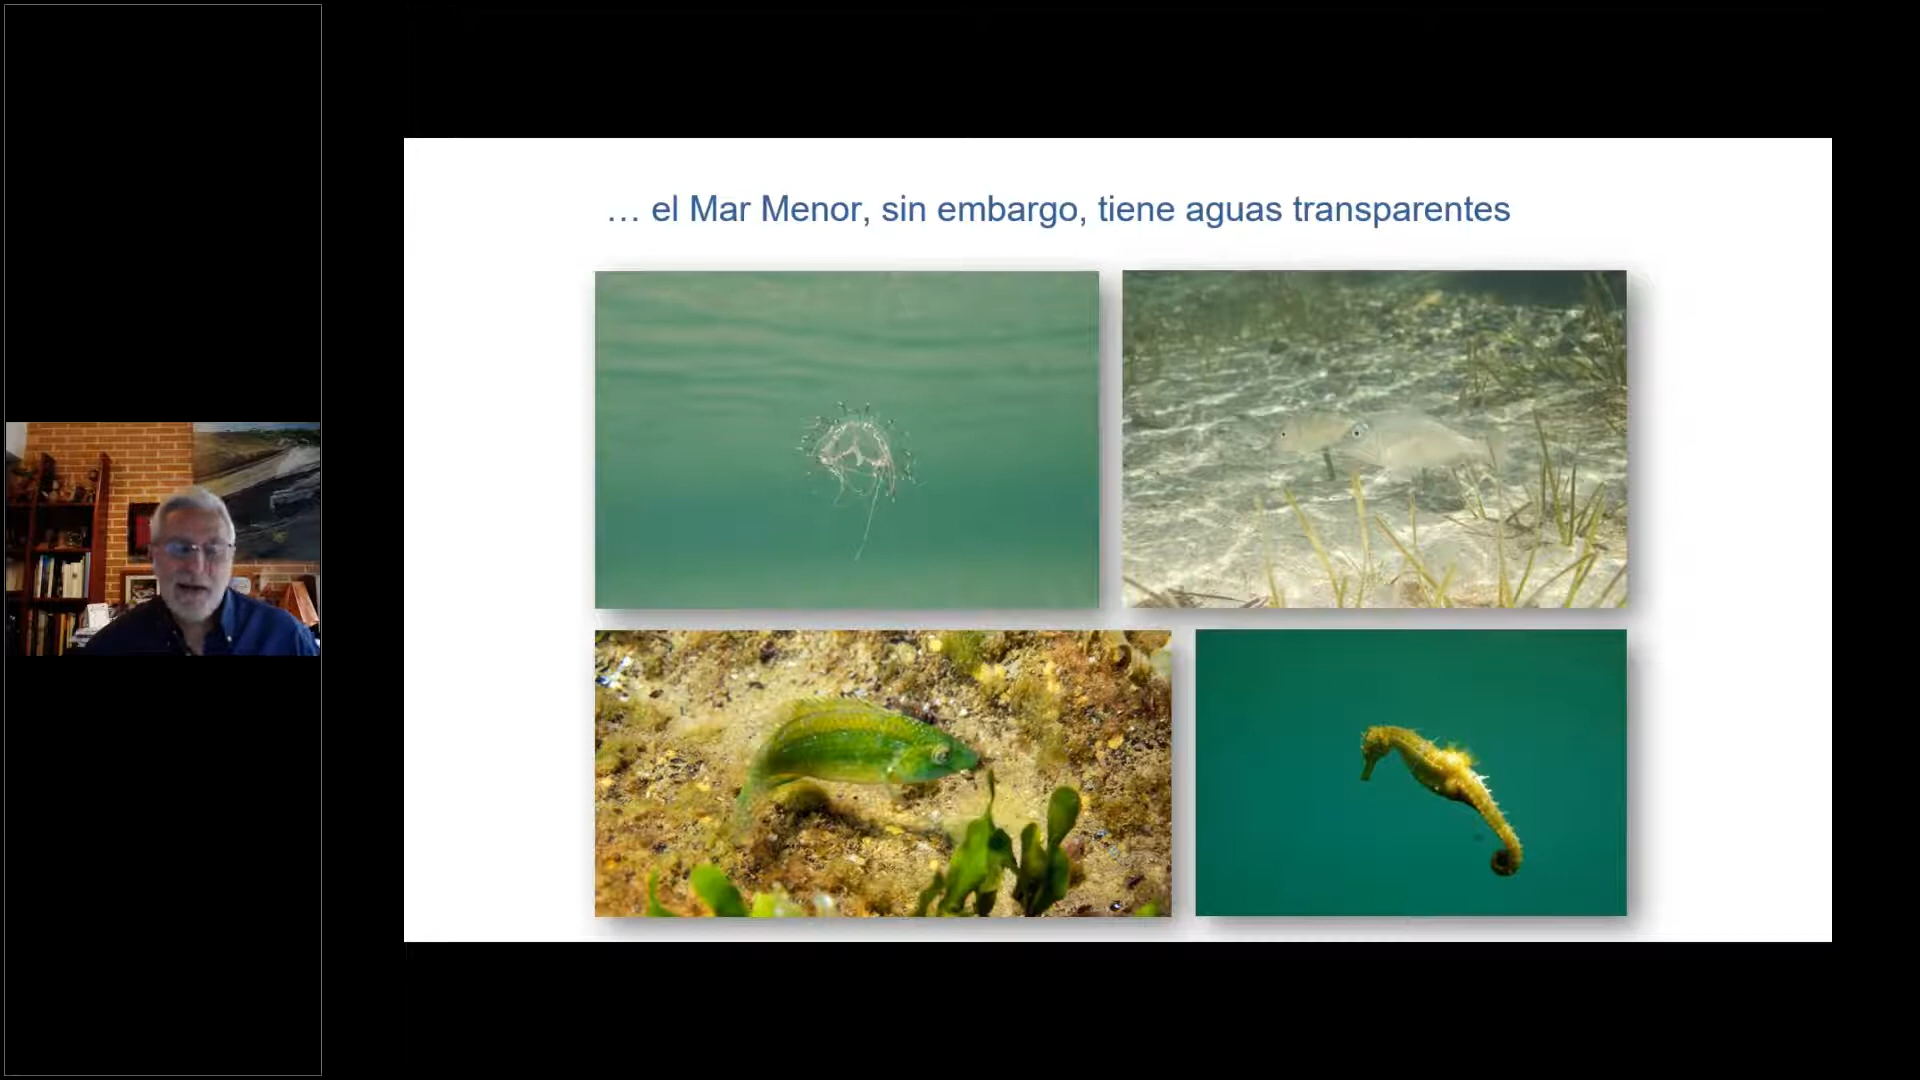 … el Mar Menor, sin embargo, tiene aguas transparentes